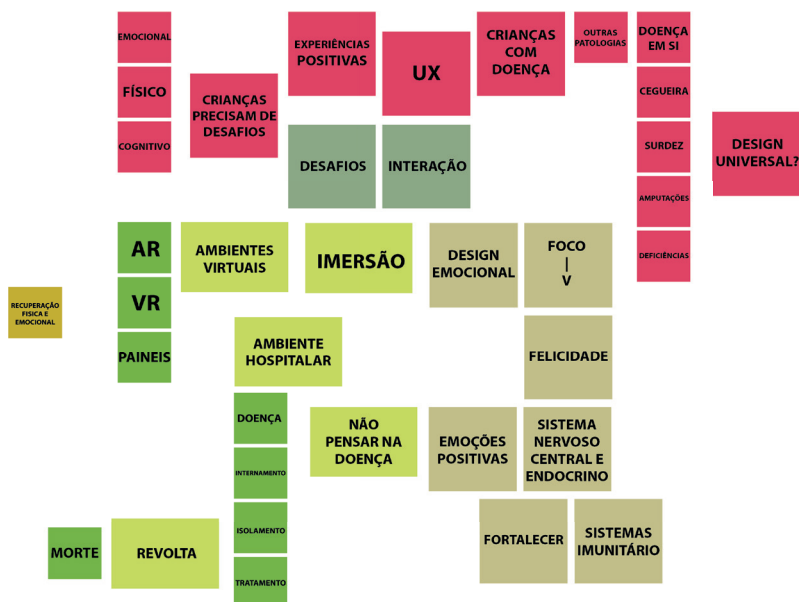 EMOCIONAL
FÍSICO
COGNITIVO
CRIANÇAS
PRECISAM DE
DESAFIOS
EXPERIÊNCIAS
POSITIVAS
UX
CRIANÇAS
COM
DOENÇA
OUTRAS
PATOLOGIAS
DOENÇA
EM SI
CEGUEIRA
SURDEZ
AMPUTAÇÕES
DEFICIÊNCIAS
DESIGN
UNIVERSAL?
DESAFIOS
INTERAÇÃO
AR
VR
PAINEIS
AMBIENTES
VIRTUAIS
IMERSÃO
DESIGN
EMOCIONAL
FOCO
|
V
FELICIDADE
RECUPERAÇÃO
FISICA E
EMOCIONAL
AMBIENTE
HOSPITALAR
DOENÇA
INTERNAMENTO
ISOLAMENTO
TRATAMENTO
NÃO
PENSAR NA
DOENÇA
EMOÇÕES
POSITIVAS
SISTEMA
NERVOSO
CENTRAL E
ENDOCRINO
FORTALECER
SISTEMAS
IMUNITÁRIO
MORTE
REVOLTA